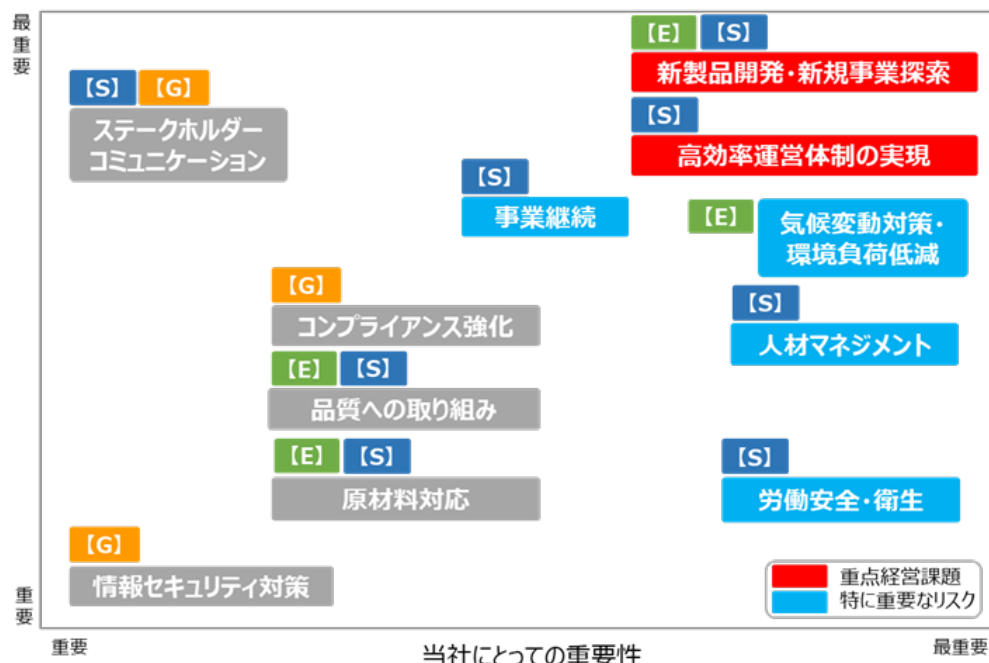 最重要
【E】 【S】
新製品開発・新規事業探索
【S】 【G】
ステークホルダー
コミュニケーション
【S】
高効率運営体制の実現
【S】
事業継続
【E】
気候変動対策・
環境負荷低減
【G】
コンプライアンス強化
【S】
人材マネジメント
【E】 【S】
品質への取り組み
【E】 【S】
原材料対応
【S】
労働安全・衛生
【G】
情報セキュリティ対策
重点経営課題
特に重要なリスク
重要
重要
当社にとっての重要性
最重要